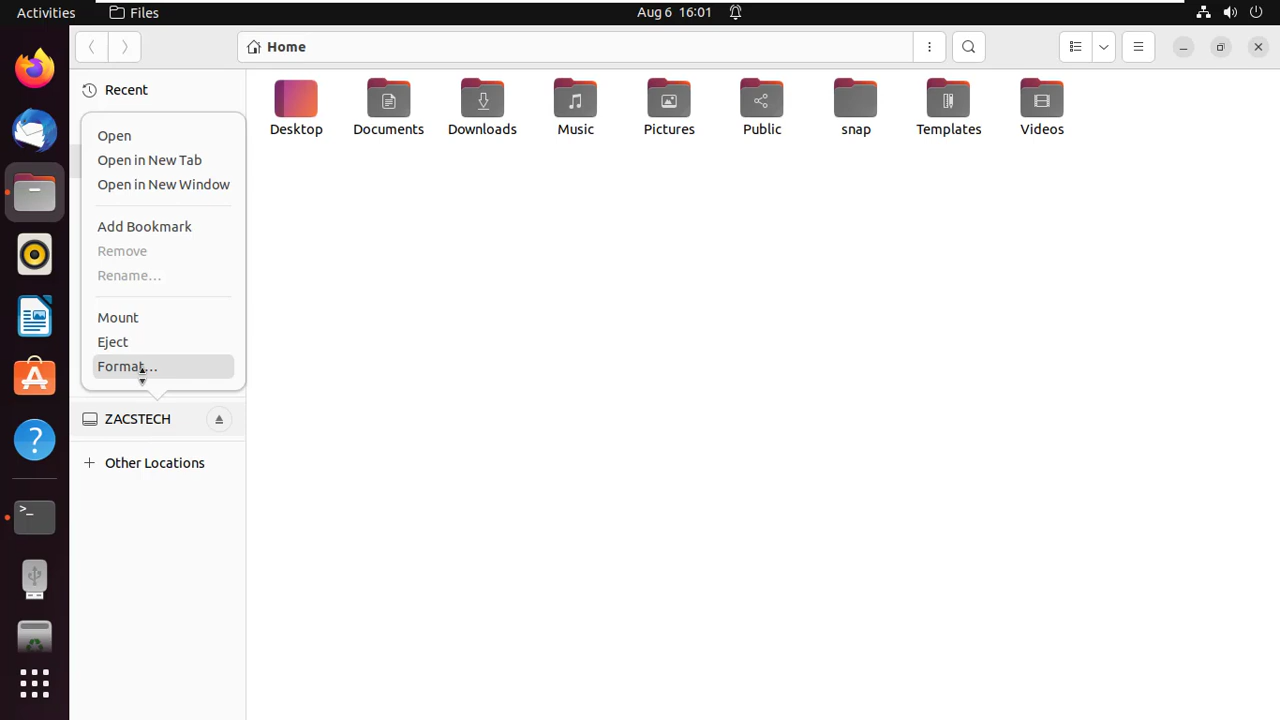 Activities
Files
Aug 6 16:01
Home
Recent
Open
Open in New Tab
Open in New Window
Add Bookmark
Remove
Rename…
Mount
Eject
Format…
ZACSTECH
Other Locations
Desktop
Documents
Downloads
Music
Pictures
Public
snap
Templates
Videos